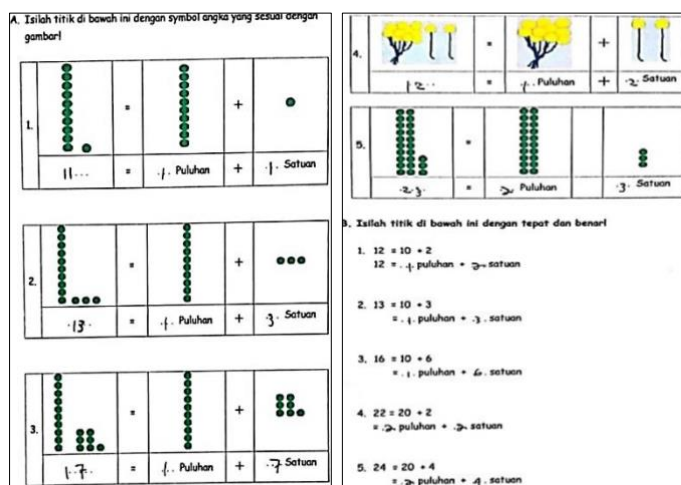 A. Isilah titik di bawah ini dengan symbol angka yang sesuai dengan
gambar!
1.
= +
11... = .1. Puluhan + .1. Satuan
2.
= +
.13. = .1. Puluhan + .3. Satuan
3.
= +
1.7.. = .1.. Puluhan + ..7 Satuan
4.
= +
12.. = .1.. Puluhan + .2. Satuan
5.
=
.23. = 2 Puluhan .3. Satuan
B. Isilah titik di bawah ini dengan tepat dan benar!
1. 12 = 10 + 2
12 = .1. puluhan + 2 satuan
2. 13 = 10 + 3
= .1. puluhan + .3. satuan
3. 16 = 10 + 6
= .1. puluhan + 6. satuan
4. 22 = 20 + 2
= .2. puluhan + .2. satuan
5. 24 = 20 + 4
= .2. puluhan + .4. satuan